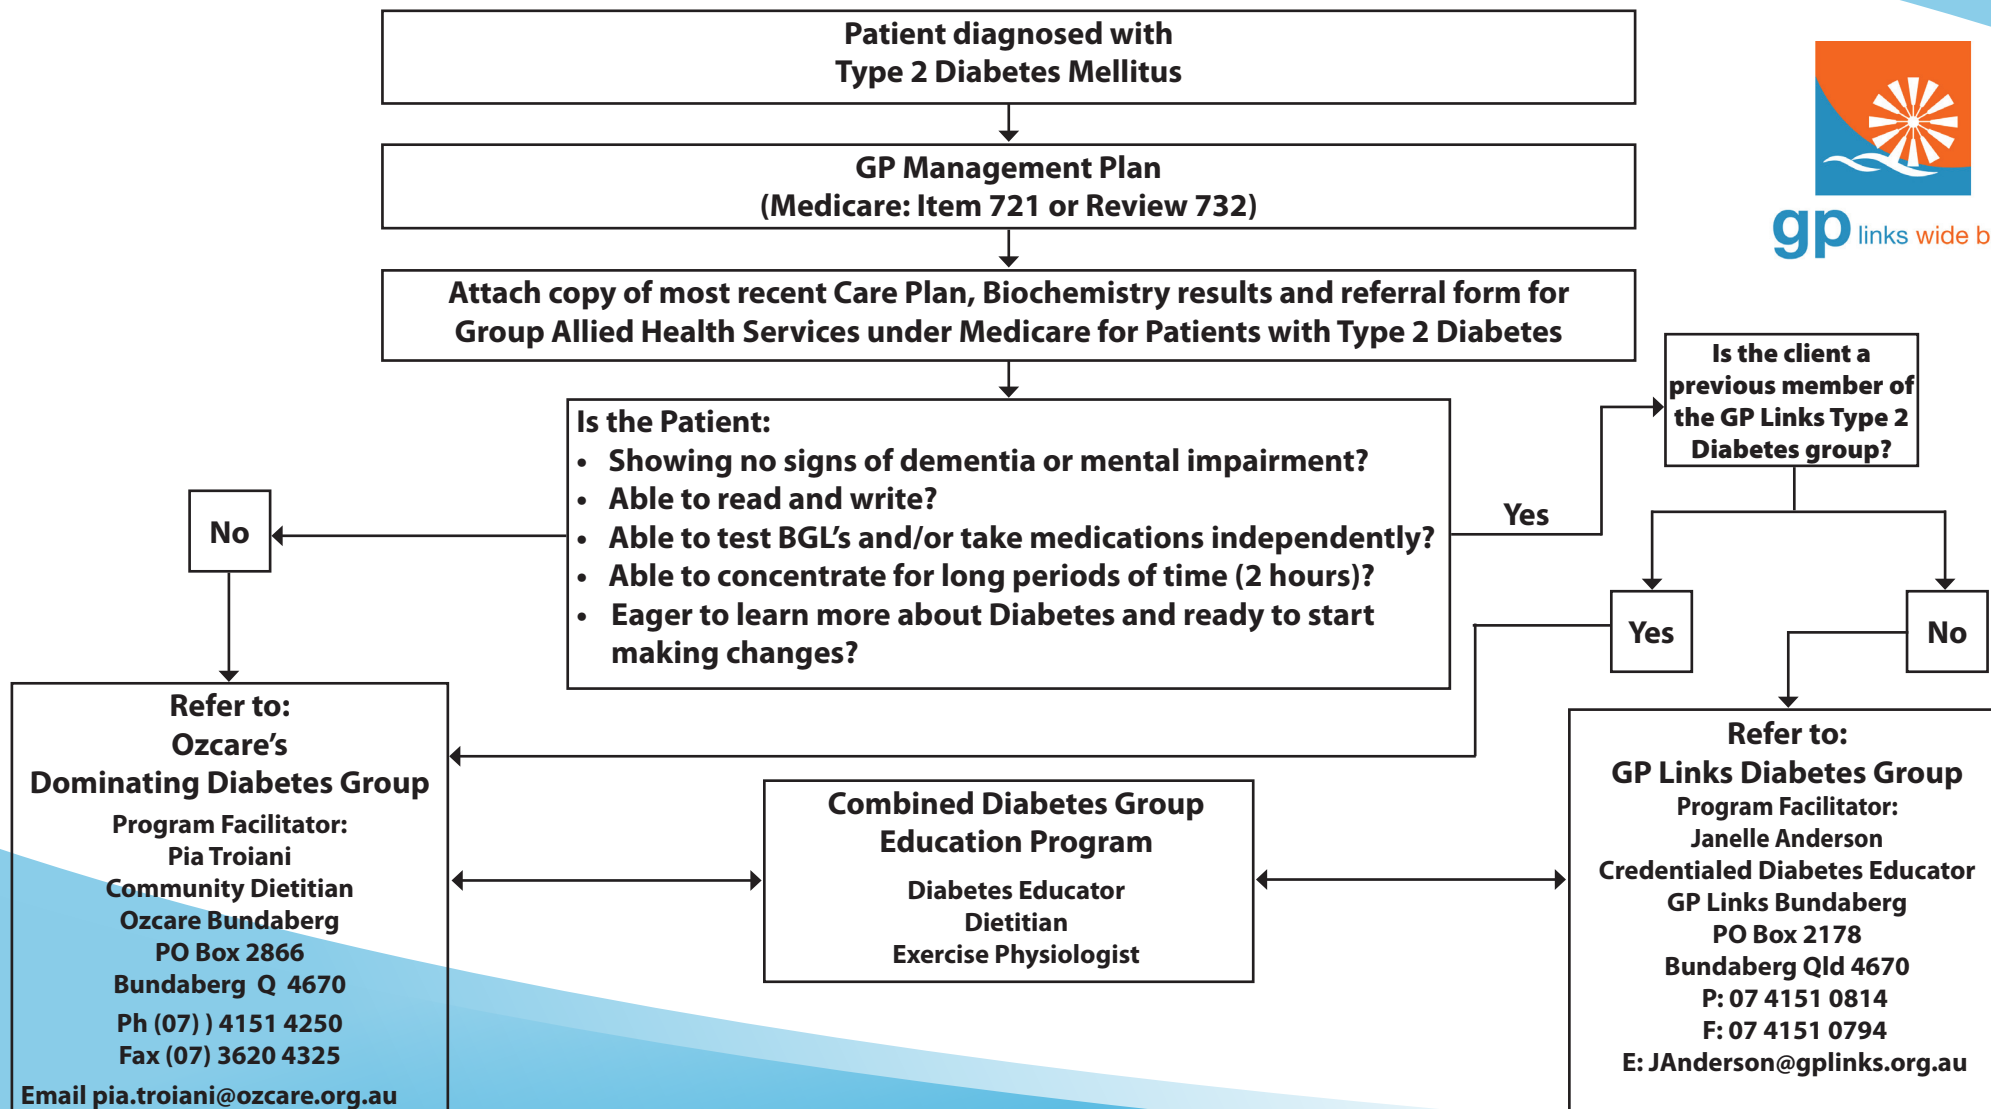 Patient diagnosed with
Type 2 Diabetes Mellitus
GP Management Plan
(Medicare: Item 721 or Review 732)
gp links wide b
Attach copy of most recent Care Plan, Biochemistry results and referral form for
Group Allied Health Services under Medicare for Patients with Type 2 Diabetes
Is the client a
previous member of
the GP Links Type 2
Diabetes group?
Is the Patient:
• Showing no signs of dementia or mental impairment?
• Able to read and write?
• Able to test BGL's and/or take medications independently?
• Able to concentrate for long periods of time (2 hours)?
• Eager to learn more about Diabetes and ready to start
making changes?
No
Yes
Yes
No
Refer to:
Ozcare's
Dominating Diabetes Group
Program Facilitator:
Pia Troiani
Community Dietitian
Ozcare Bundaberg
PO Box 2866
Bundaberg Q 4670
Ph (07) ) 4151 4250
Fax (07) 3620 4325
Email pia.troiani@ozcare.org.au
Combined Diabetes Group
Education Program
Diabetes Educator
Dietitian
Exercise Physiologist
Refer to:
GP Links Diabetes Group
Program Facilitator:
Janelle Anderson
Credentialed Diabetes Educator
GP Links Bundaberg
PO Box 2178
Bundaberg Qld 4670
P: 07 4151 0814
F: 07 4151 0794
E: JAnderson@gplinks.org.au